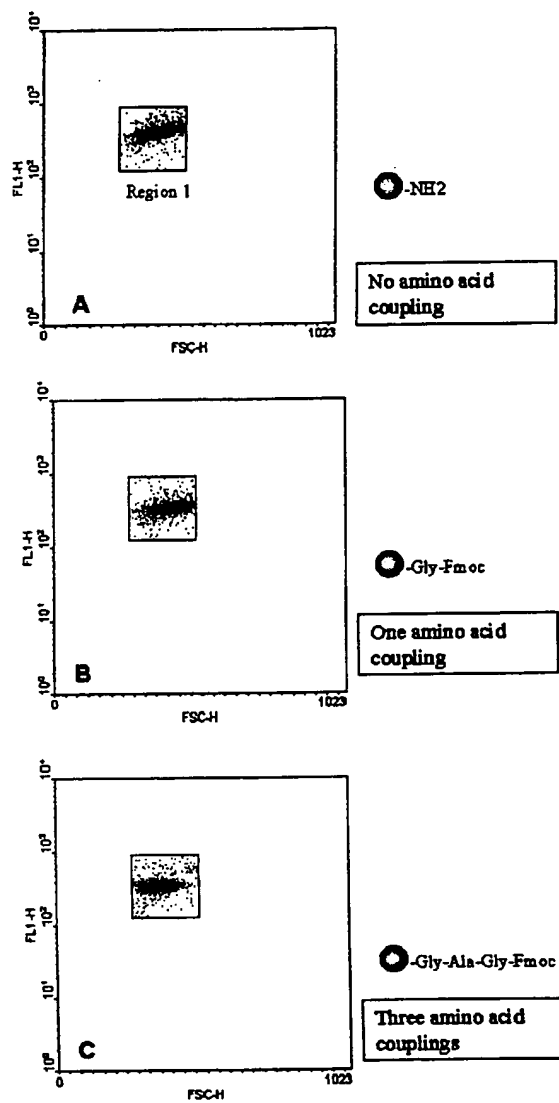 10⁴
10³
10²
10¹
10⁰
FL1-H
Region 1
A
0
1023
FSC-H
-NH2
No amino acid
coupling
10⁴
10³
10²
10¹
10⁰
FL1-H
B
0
1023
FSC-H
-Gly-Fmoc
One amino acid
coupling
10⁴
10³
10²
10¹
10⁰
FL1-H
C
0
1023
FSC-H
-Gly-Ala-Gly-Fmoc
Three amino acid
couplings